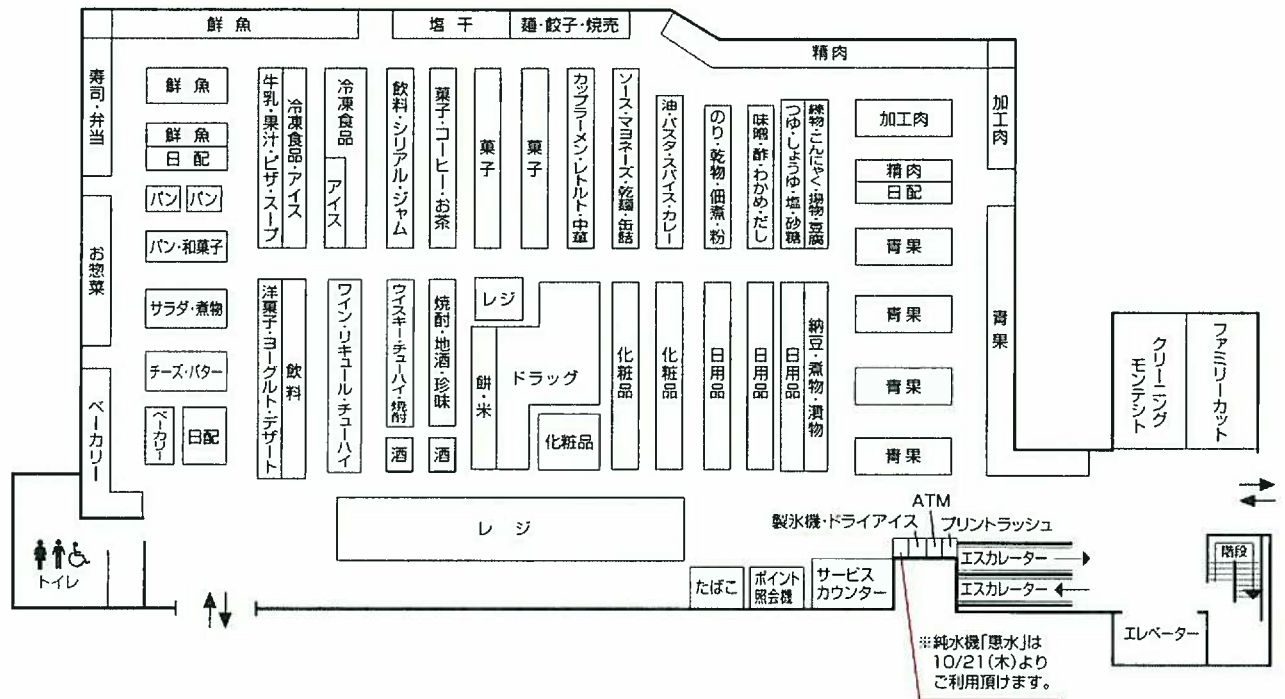 鮮魚
塩干
麺・餃子・焼売
精肉
寿司・弁当
鮮魚
牛乳・果汁・ピザ・スープ
冷凍食品・アイス
冷凍食品
アイス
飲料・シリアル・ジャム
菓子・コーヒー・お茶
菓子
菓子
カップラーメン・レトルト・中華
ソース・マヨネーズ・乾麺・缶詰
油・パスタ・スパイス・カレー
のり・乾物・佃煮・粉
味噌・酢・わかめ・だし
つゆ・しょうゆ・塩・砂糖
練物・こんにゃく・揚物・豆腐
加工肉
加工肉
鮮魚
日配
精肉
日配
パン
パン
お惣菜
パン・和菓子
青果
青果
サラダ・煮物
洋菓子・ヨーグルト・デザート
飲料
ワイン・リキュール・チューハイ
ウイスキー・チューハイ・焼酎
焼酎・地酒・珍味
レジ
餅・米
ドラッグ
化粧品
化粧品
化粧品
日用品
日用品
日用品
納豆・煮物・漬物
青果
チーズ・バター
青果
ベーカリー
ベーカリー
日配
酒
酒
青果
クリーニング
モンテシト
ファミリーカット
レジ
ATM
製氷機・ドライアイス
プリントラッシュ
トイレ
たばこ
ポイント
照会機
サービス
カウンター
エスカレーター
エスカレーター
階段
エレベーター
※純水機「恵水」は
10/21(木)より
ご利用頂けます。